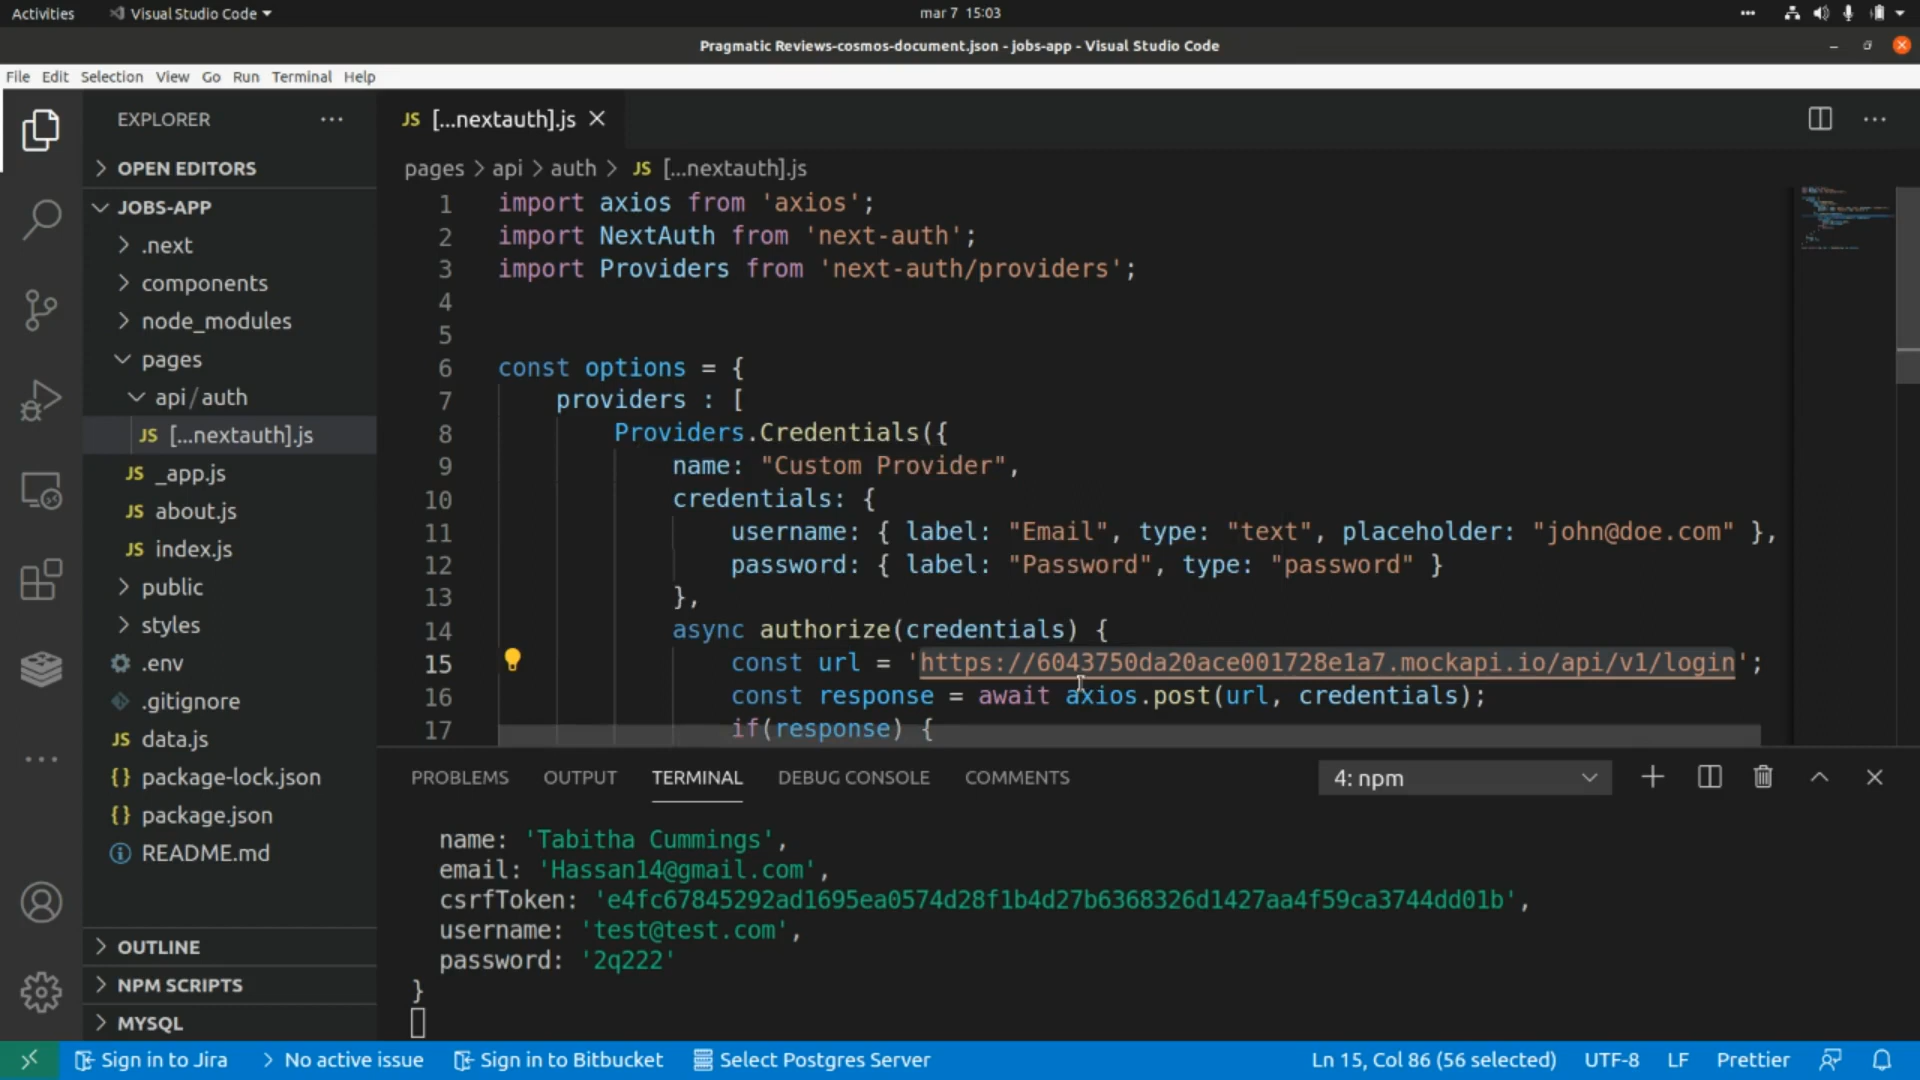 Activities
Visual Studio Code
mar 7 15:03
Pragmatic Reviews-cosmos-document.json - jobs-app - Visual Studio Code
File Edit Selection View Go Run Terminal Help
EXPLORER
OPEN EDITORS
JOBS-APP
.next
components
node_modules
pages
api/auth
JS [...nextauth].js
JS _app.js
JS about.js
JS index.js
public
styles
.env
.gitignore
JS data.js
{} package-lock.json
{} package.json
README.md
OUTLINE
NPM SCRIPTS
MYSQL
JS [...nextauth].js
pages > api > auth > JS [...nextauth].js
1 import axios from 'axios';
2 import NextAuth from 'next-auth';
3 import Providers from 'next-auth/providers';
4
5
6 const options = {
7 providers : [
8 Providers.Credentials({
9 name: "Custom Provider",
10 credentials: {
11 username: { label: "Email", type: "text", placeholder: "john@doe.com" },
12 password: { label: "Password", type: "password" }
13 },
14 async authorize(credentials) {
15 const url = 'https://6043750da20ace001728e1a7.mockapi.io/api/v1/login';
16 const response = await axios.post(url, credentials);
17 if(response) {
PROBLEMS OUTPUT TERMINAL DEBUG CONSOLE COMMENTS
4: npm
name: 'Tabitha Cummings',
email: 'Hassan14@gmail.com',
csrfToken: 'e4fc67845292ad1695ea0574d28f1b4d27b6368326d1427aa4f59ca3744dd01b',
username: 'test@test.com',
password: '2q222'
}
Sign in to Jira
No active issue
Sign in to Bitbucket
Select Postgres Server
Ln 15, Col 86 (56 selected)
UTF-8
LF
Prettier